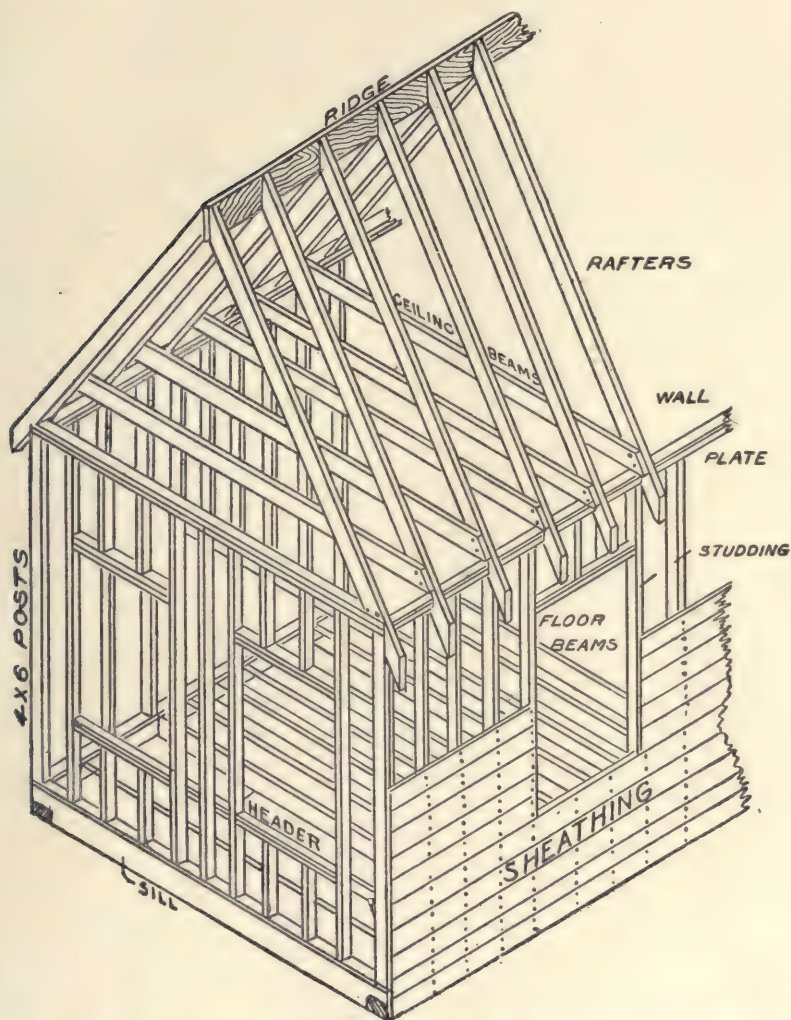 RIDGE
RAFTERS
CEILING BEAMS
WALL
PLATE
STUDDING
4X6 POSTS
FLOOR
BEAMS
HEADER
SHEATHING
SILL